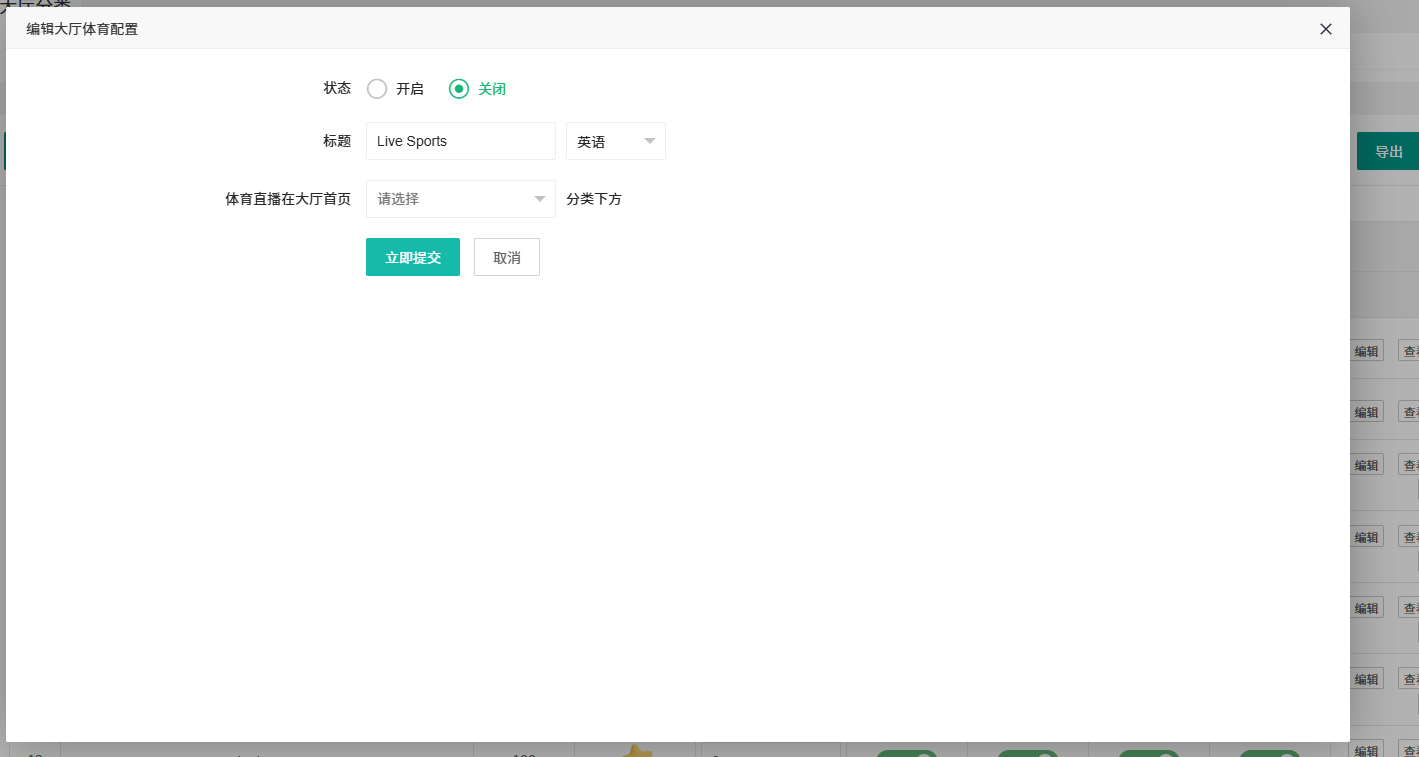 编辑大厅体育配置
状态 开启 关闭
标题 Live Sports 英语
体育直播在大厅首页 请选择 分类下方
立即提交 取消
导出
编辑
编辑
编辑
编辑
编辑
编辑
编辑